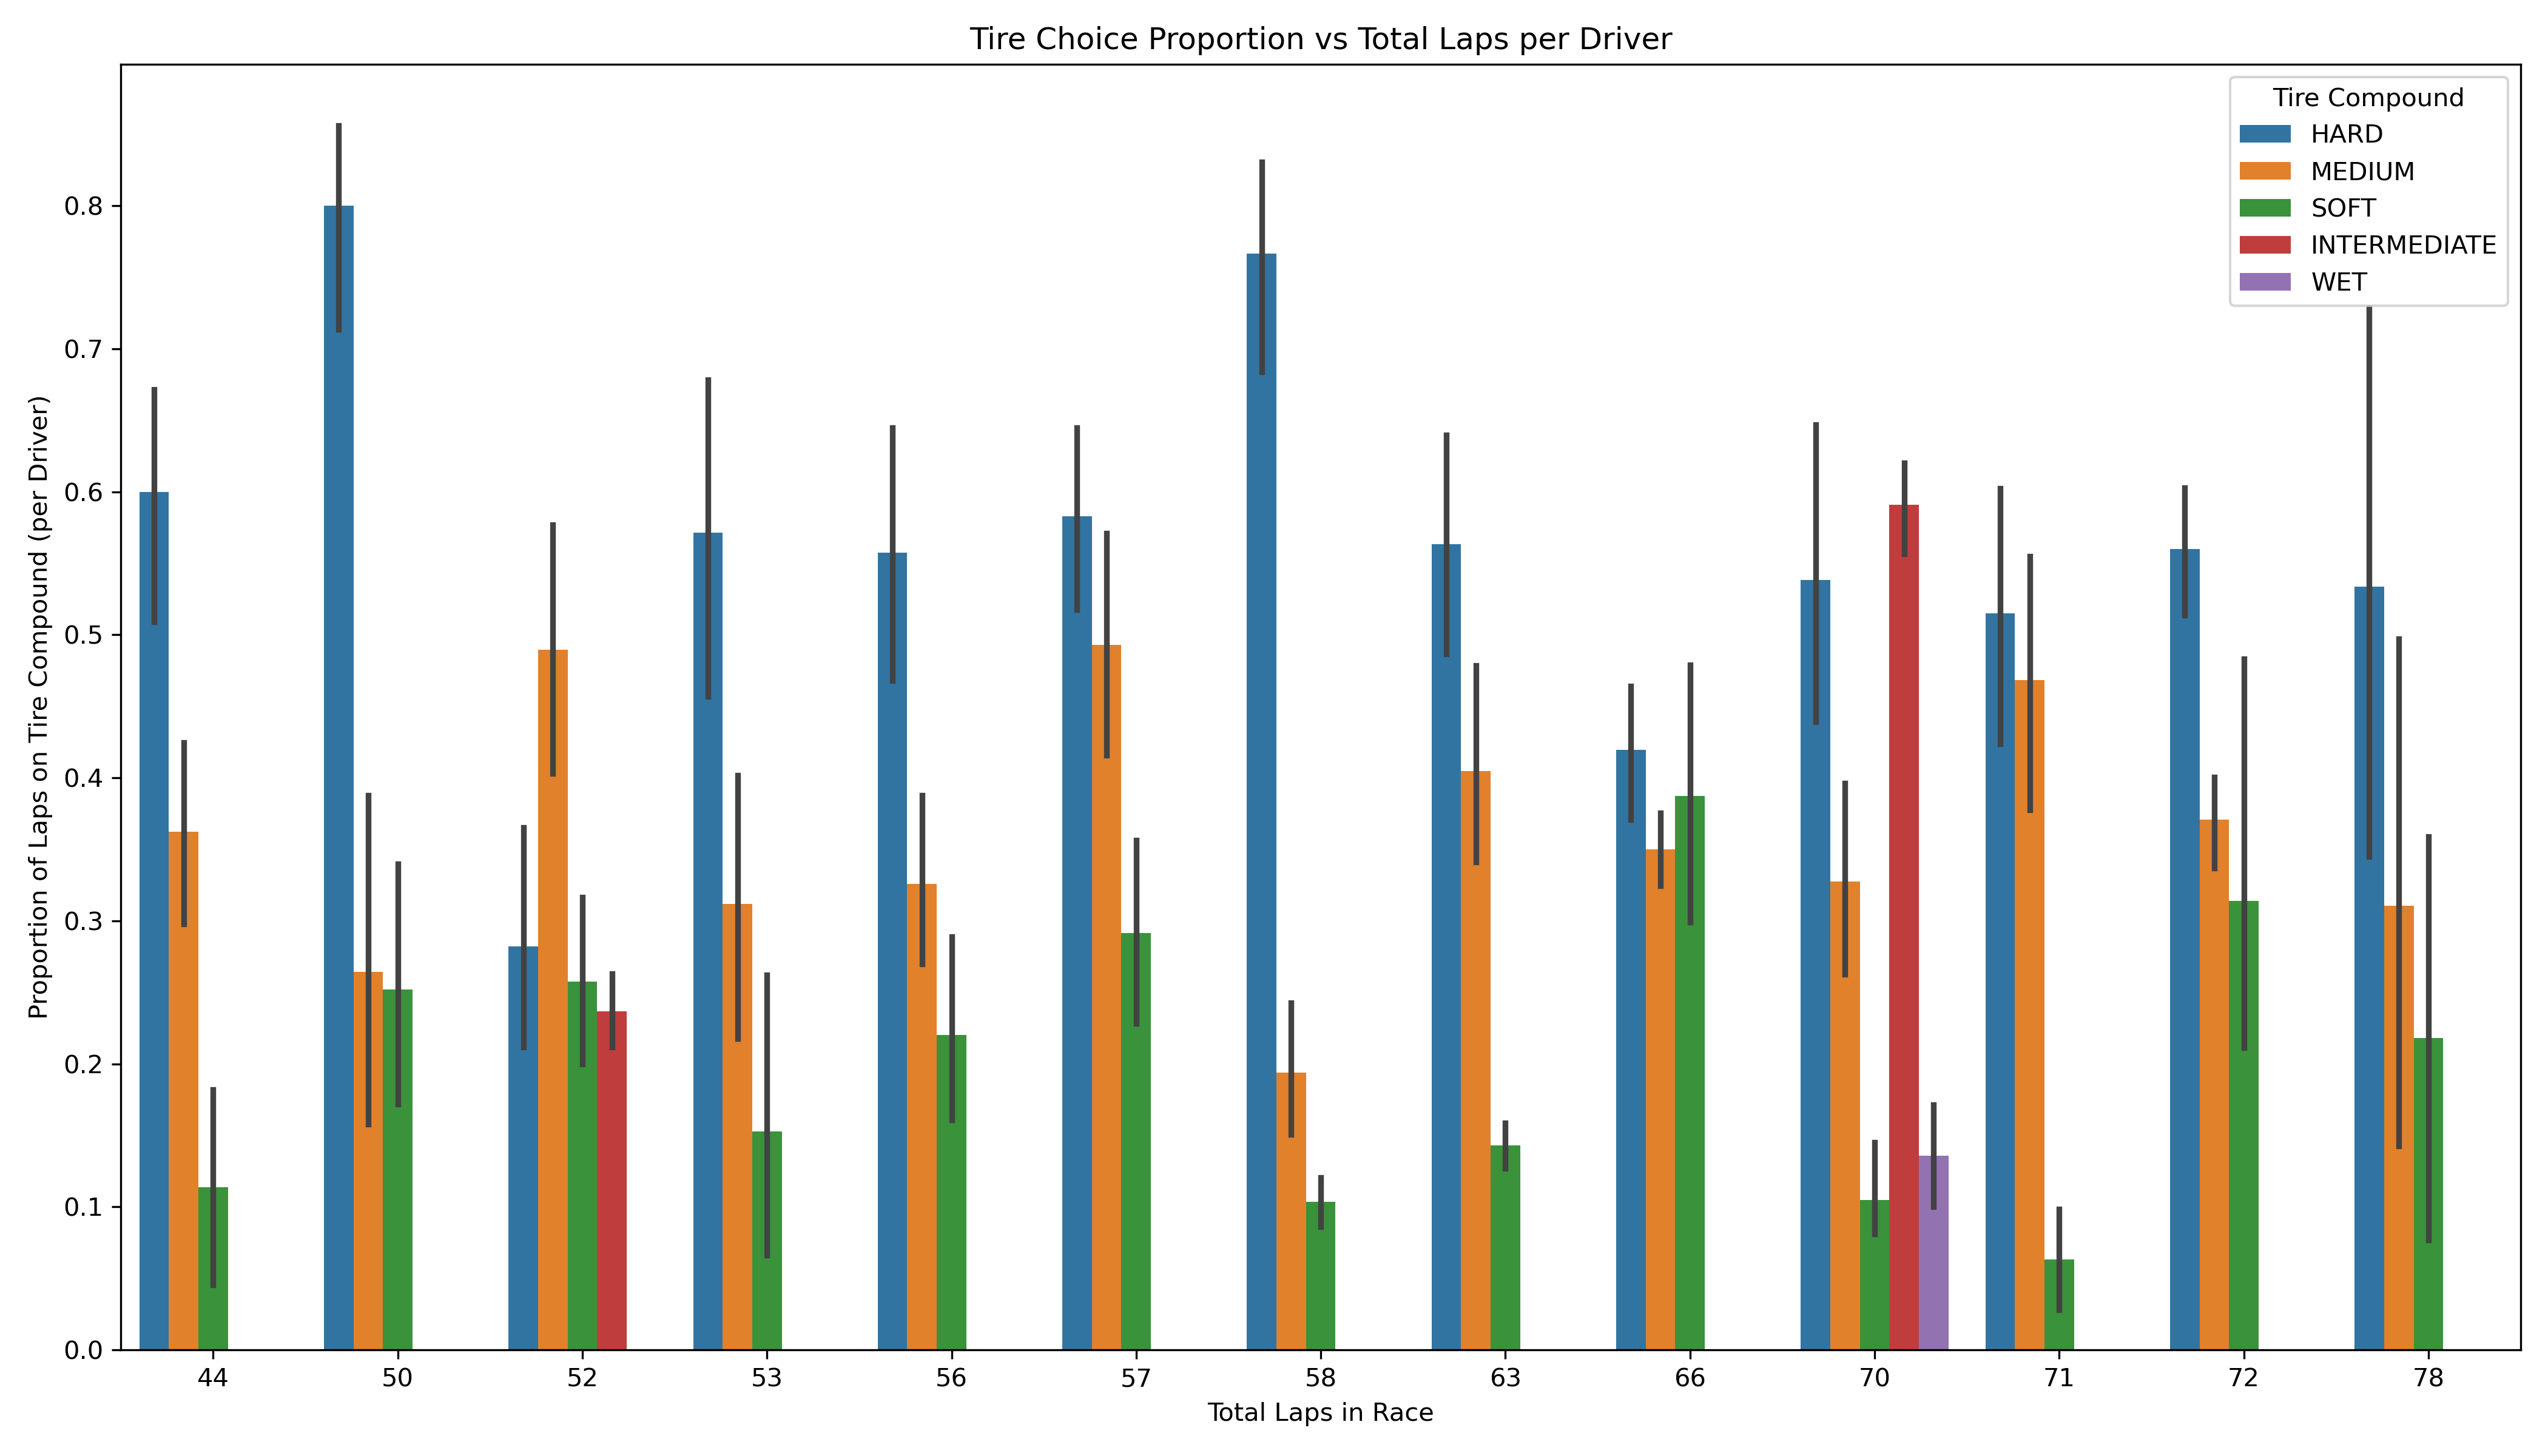 Tire Choice Proportion vs Total Laps per Driver
Tire Compound
HARD
MEDIUM
SOFT
INTERMEDIATE
WET
Proportion of Laps on Tire Compound (per Driver)
0.8
0.7
0.6
0.5
0.4
0.3
0.2
0.1
0.0
44 50 52 53 56 57 58 63 66 70 71 72 78
Total Laps in Race